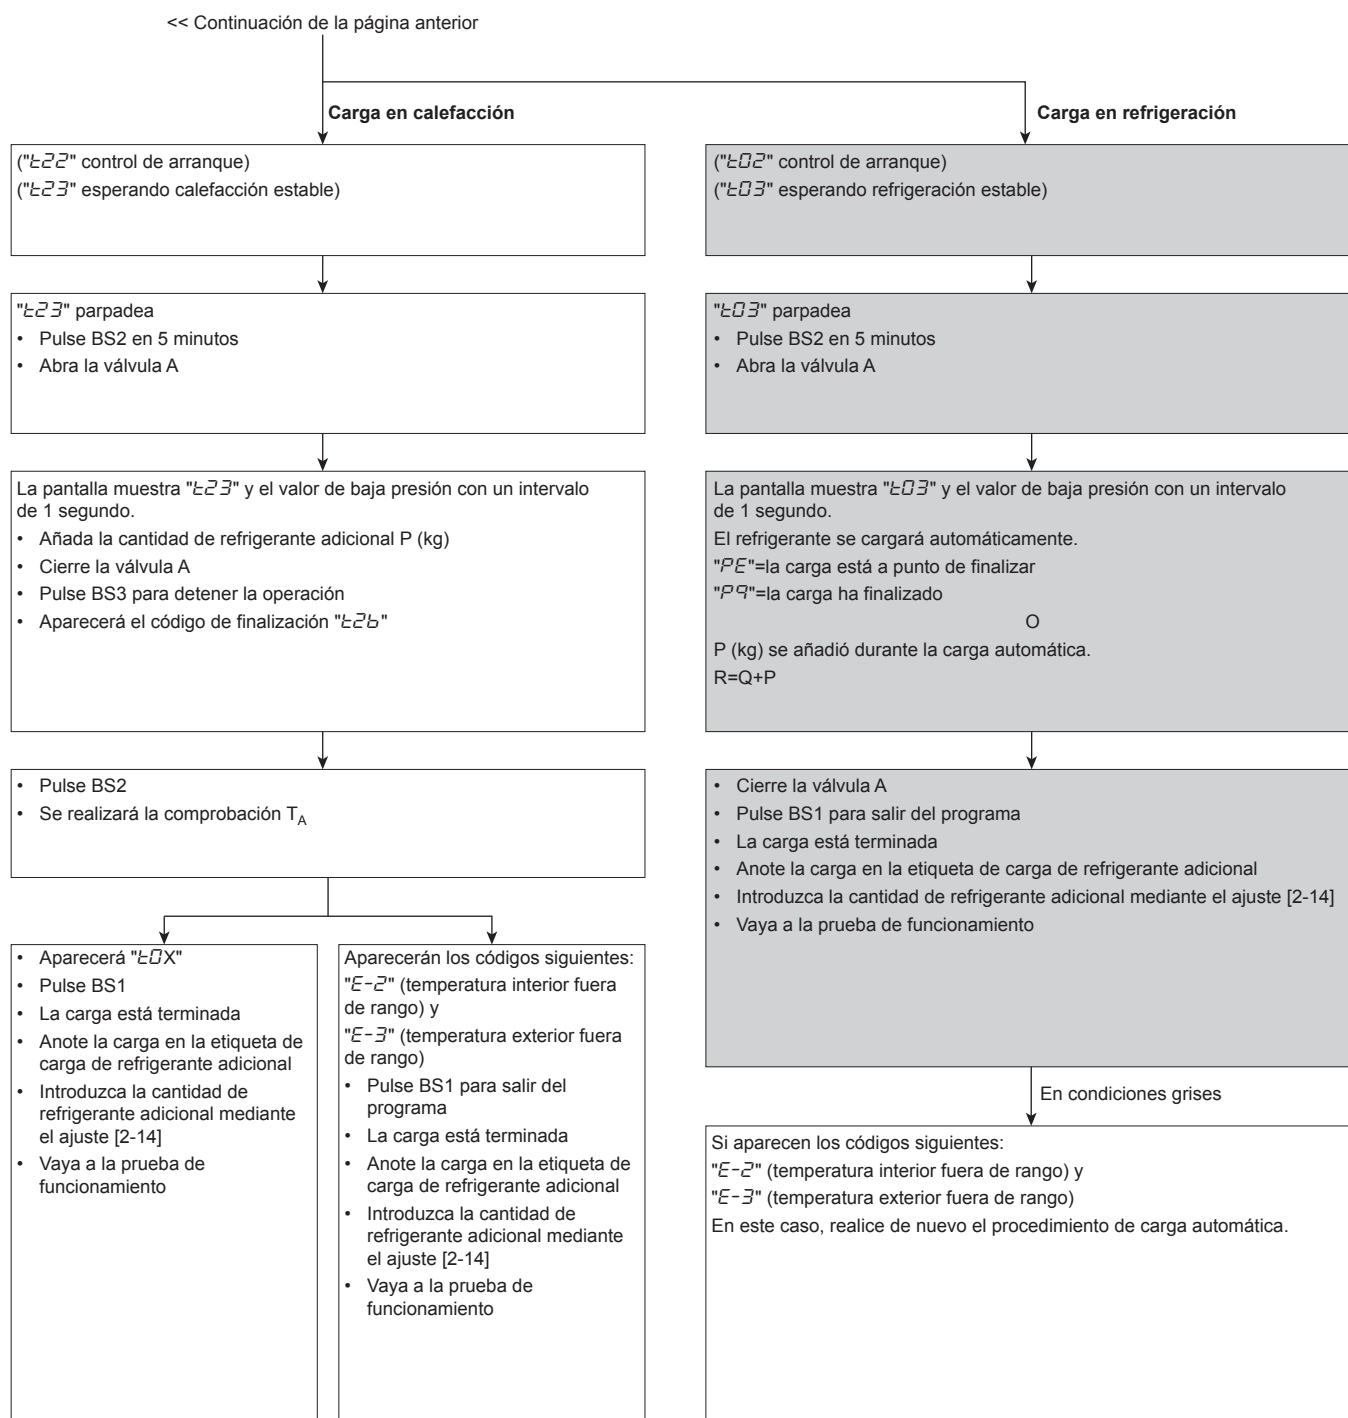 << Continuación de la página anterior
Carga en calefacción
("t22" control de arranque)
("t23" esperando calefacción estable)
"t23" parpadea
• Pulse BS2 en 5 minutos
• Abra la válvula A
La pantalla muestra "t23" y el valor de baja presión con un intervalo
de 1 segundo.
• Añada la cantidad de refrigerante adicional P (kg)
• Cierre la válvula A
• Pulse BS3 para detener la operación
• Aparecerá el código de finalización "t2b"
• Pulse BS2
• Se realizará la comprobación TA
• Aparecerá "t0X"
• Pulse BS1
• La carga está terminada
• Anote la carga en la etiqueta de
carga de refrigerante adicional
• Introduzca la cantidad de
refrigerante adicional mediante
el ajuste [2-14]
• Vaya a la prueba de
funcionamiento
Aparecerán los códigos siguientes:
"E-2" (temperatura interior fuera
de rango) y
"E-3" (temperatura exterior fuera
de rango)
• Pulse BS1 para salir del
programa
• La carga está terminada
• Anote la carga en la etiqueta de
carga de refrigerante adicional
• Introduzca la cantidad de
refrigerante adicional mediante
el ajuste [2-14]
• Vaya a la prueba de
funcionamiento
Carga en refrigeración
("t02" control de arranque)
("t03" esperando refrigeración estable)
"t03" parpadea
• Pulse BS2 en 5 minutos
• Abra la válvula A
La pantalla muestra "t03" y el valor de baja presión con un intervalo
de 1 segundo.
El refrigerante se cargará automáticamente.
"PE"=la carga está a punto de finalizar
"P9"=la carga ha finalizado
O
P (kg) se añadió durante la carga automática.
R=Q+P
• Cierre la válvula A
• Pulse BS1 para salir del programa
• La carga está terminada
• Anote la carga en la etiqueta de carga de refrigerante adicional
• Introduzca la cantidad de refrigerante adicional mediante el ajuste [2-14]
• Vaya a la prueba de funcionamiento
En condiciones grises
Si aparecen los códigos siguientes:
"E-2" (temperatura interior fuera de rango) y
"E-3" (temperatura exterior fuera de rango)
En este caso, realice de nuevo el procedimiento de carga automática.